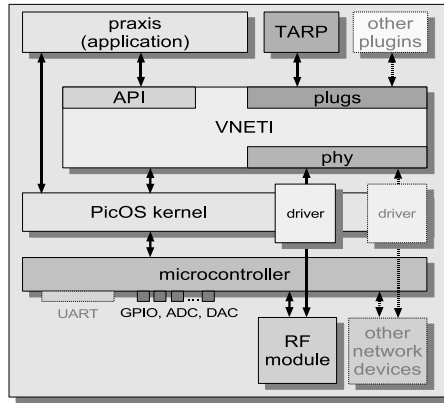 praxis
(application)
TARP
other
plugins
API
plugs
VNETI
phy
PicOS kernel
driver
driver
microcontroller
UART
GPIO, ADC, DAC
RF
module
other
network
devices